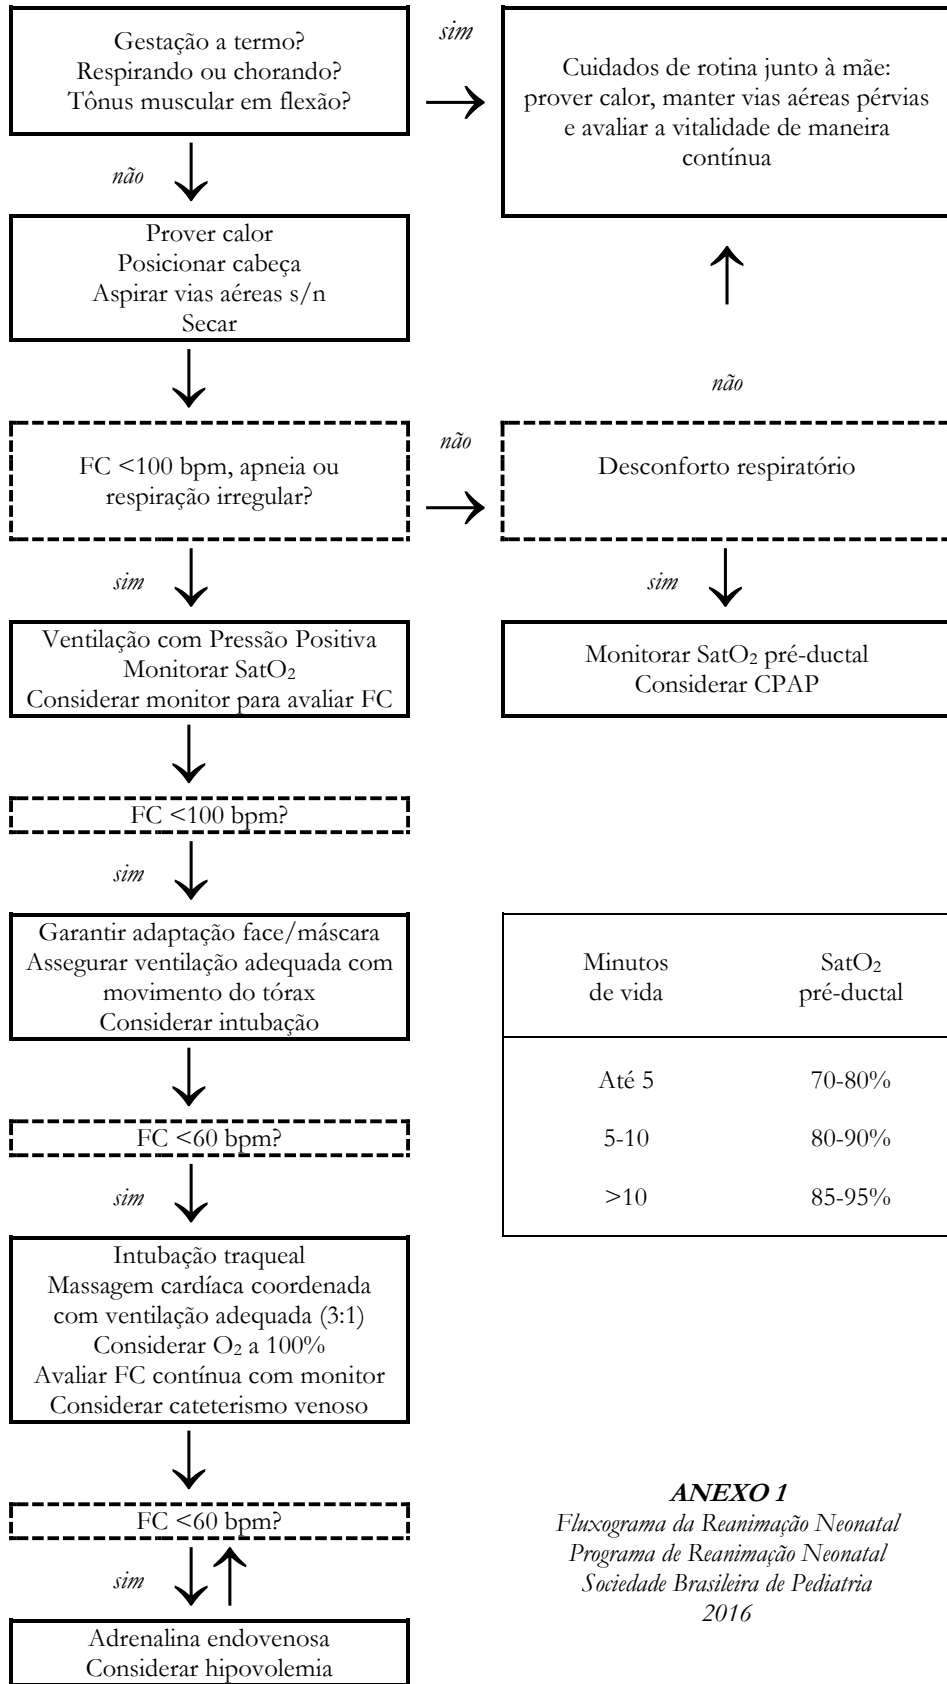 Gestação a termo?
Respirando ou chorando?
Tônus muscular em flexão?
sim
Cuidados de rotina junto à mãe:
prover calor, manter vias aéreas pérvias
e avaliar a vitalidade de maneira
contínua
não
Prover calor
Posicionar cabeça
Aspirar vias aéreas s/n
Secar
não
FC <100 bpm, apneia ou
respiração irregular?
não
Desconforto respiratório
sim
sim
Ventilação com Pressão Positiva
Monitorar SatO₂
Considerar monitor para avaliar FC
Monitorar SatO₂ pré-ductal
Considerar CPAP
FC <100 bpm?
sim
Garantir adaptação face/máscara
Assegurar ventilação adequada com
movimento do tórax
Considerar intubação
Minutos
de vida
SatO₂
pré-ductal
Até 5 70-80%
5-10 80-90%
>10 85-95%
FC <60 bpm?
sim
Intubação traqueal
Massagem cardíaca coordenada
com ventilação adequada (3:1)
Considerar O₂ a 100%
Avaliar FC contínua com monitor
Considerar cateterismo venoso
FC <60 bpm?
sim
Adrenalina endovenosa
Considerar hipovolemia
ANEXO 1
Fluxograma da Reanimação Neonatal
Programa de Reanimação Neonatal
Sociedade Brasileira de Pediatria
2016